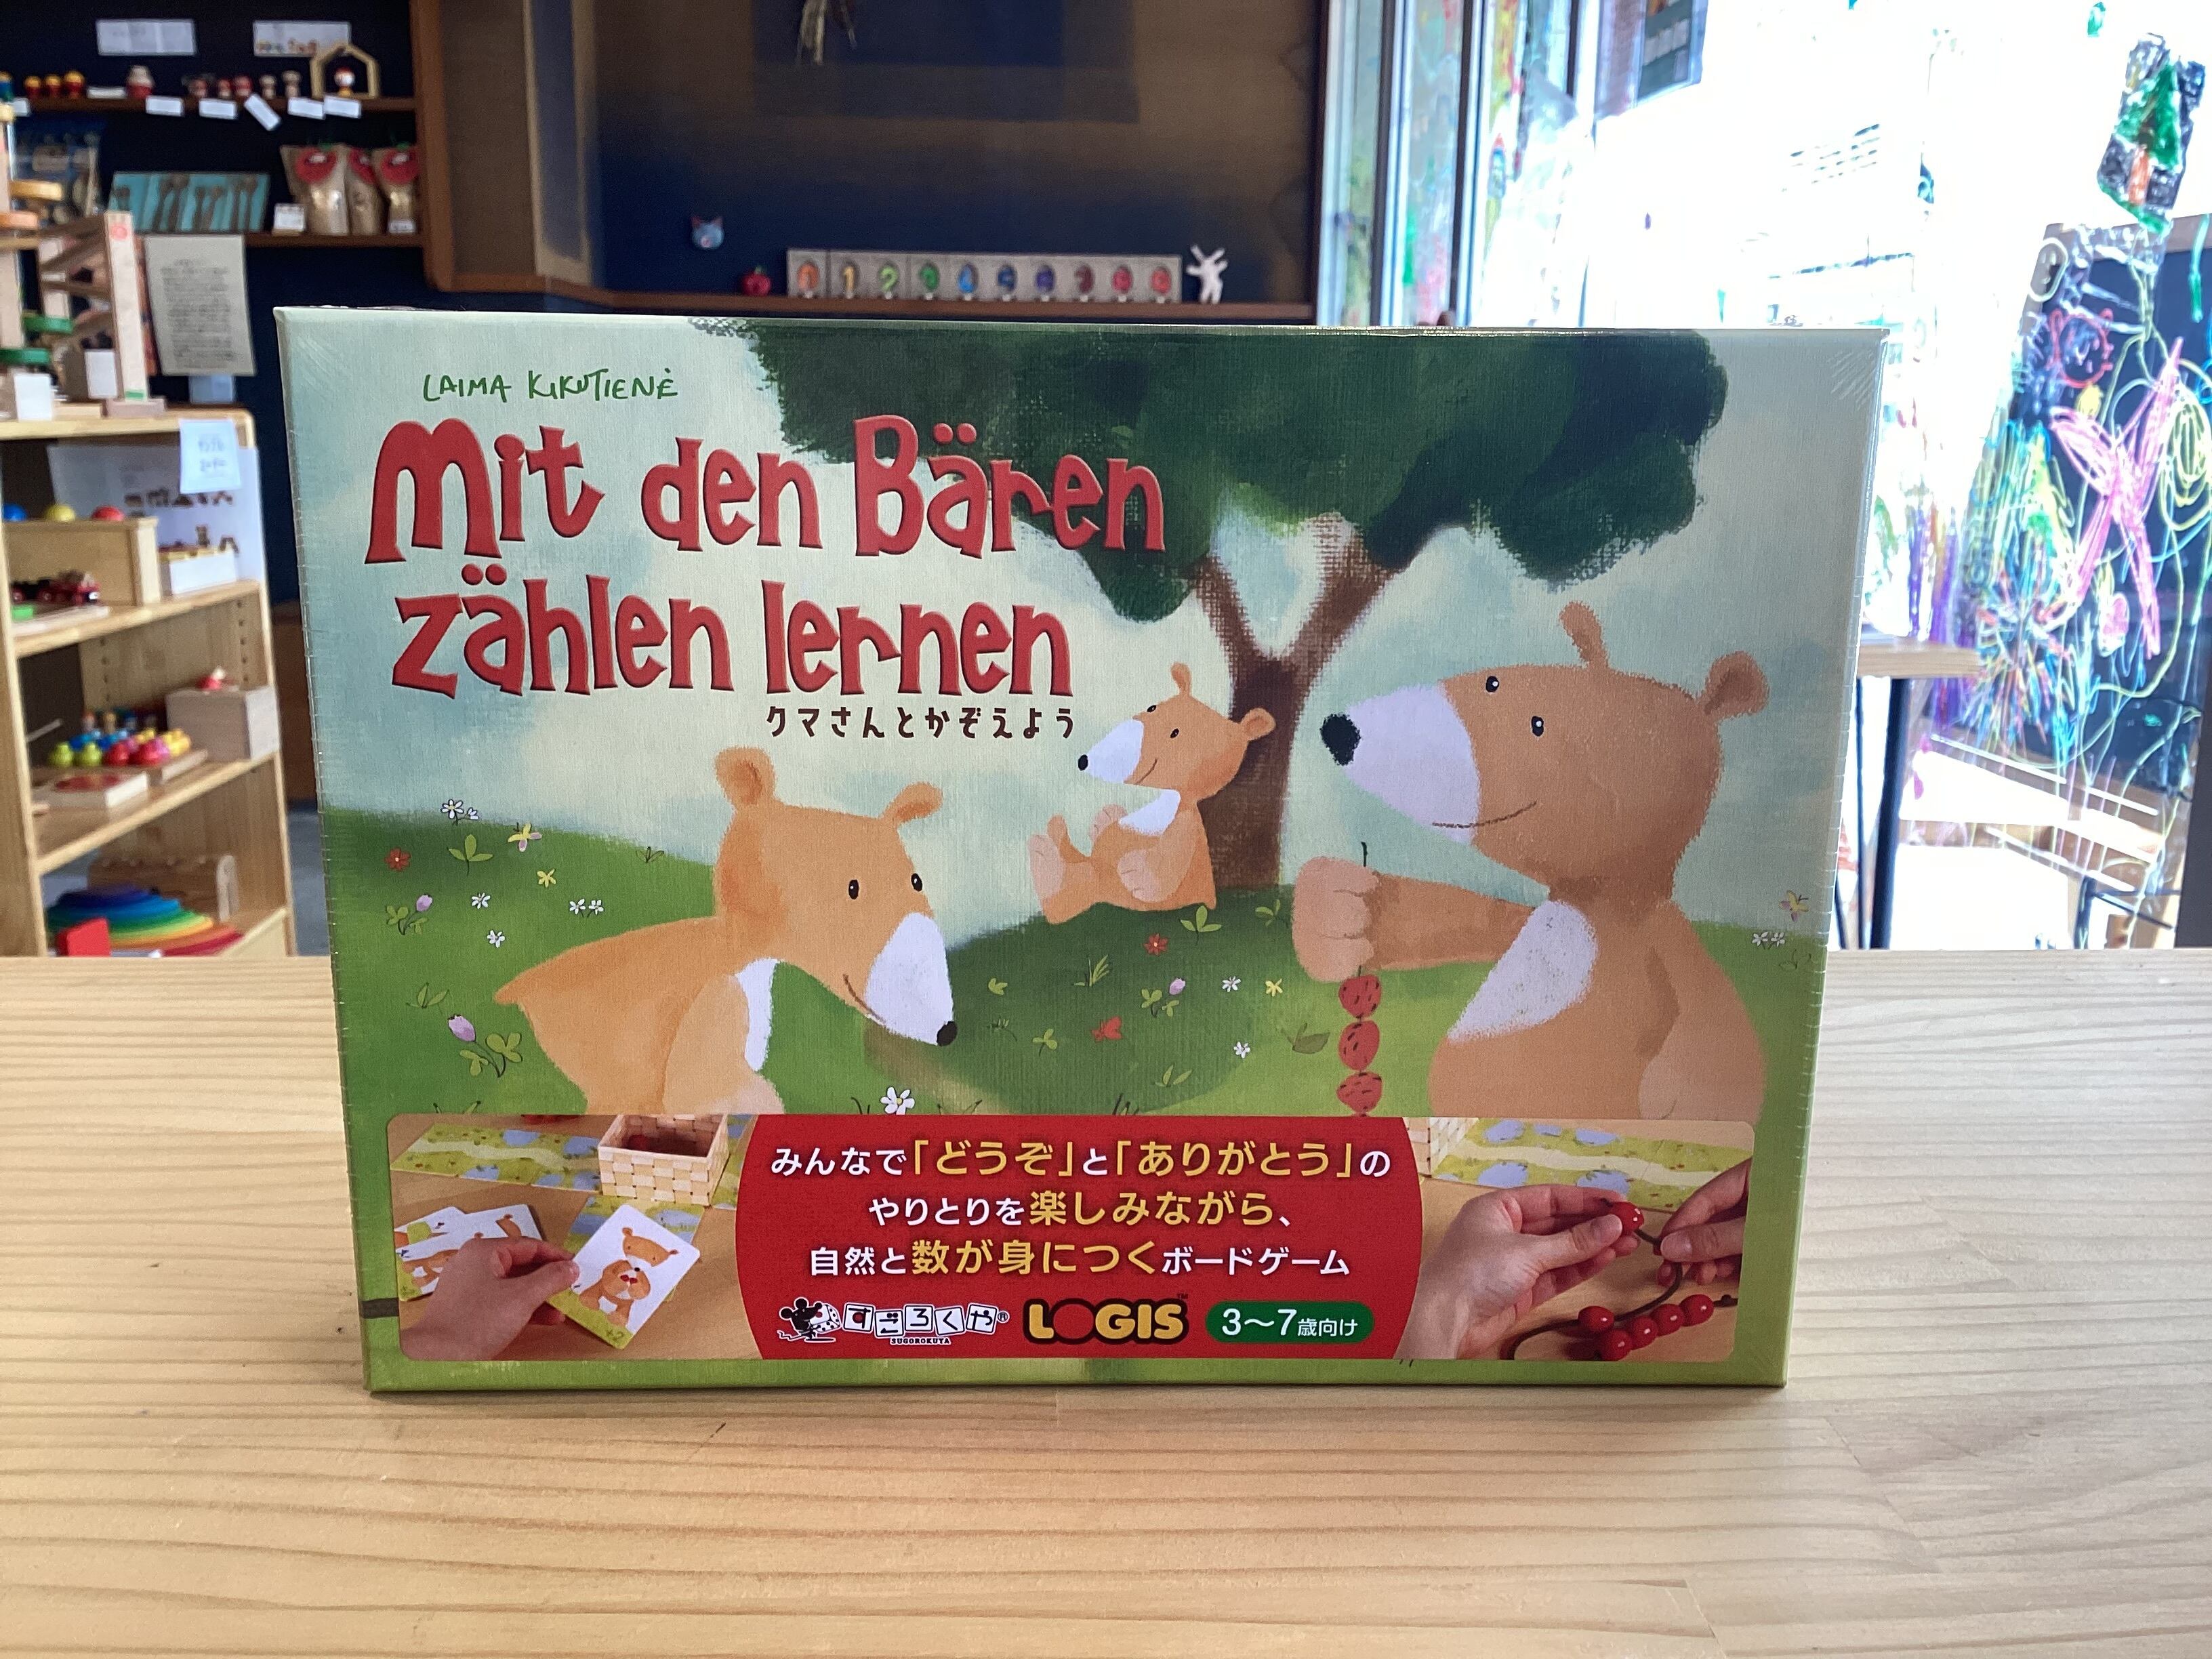 LAIMA KIKUTIENĖ
Mit den Bären
zählen lernen
クマさんとかぞえよう
みんなで「どうぞ」と「ありがとう」の
やりとりを楽しみながら、
自然と数が身につくボードゲーム
すごろくや® LOGIS™ 3〜7歳向け
SUGOROKUYA
+2